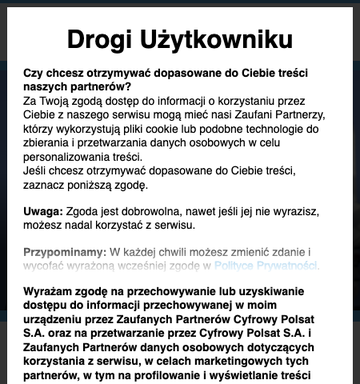 Drogi Użytkowniku
Czy chcesz otrzymywać dopasowane do Ciebie treści
naszych partnerów?
Za Twoją zgodą dostęp do informacji o korzystaniu przez
Ciebie z naszego serwisu mogą mieć nasi Zaufani Partnerzy,
którzy wykorzystują pliki cookie lub podobne technologie do
zbierania i przetwarzania danych osobowych w celu
personalizowania treści.
Jeśli chcesz otrzymywać dopasowane do Ciebie treści,
zaznacz poniższą zgodę.
Uwaga: Zgoda jest dobrowolna, nawet jeśli jej nie wyrazisz,
możesz nadal korzystać z serwisu.
Przypominamy: W każdej chwili możesz zmienić zdanie i
wycofać wyrażoną wcześniej zgodę w Polityce Prywatności.
Wyrażam zgodę na przechowywanie lub uzyskiwanie
dostępu do informacji przechowywanej w moim
urządzeniu przez Zaufanych Partnerów Cyfrowy Polsat
S.A. oraz na przetwarzanie przez Cyfrowy Polsat S.A. i
Zaufanych Partnerów danych osobowych dotyczących
korzystania z serwisu, w celach marketingowych tych
partnerów, w tym na profilowanie i wyświetlanie treści